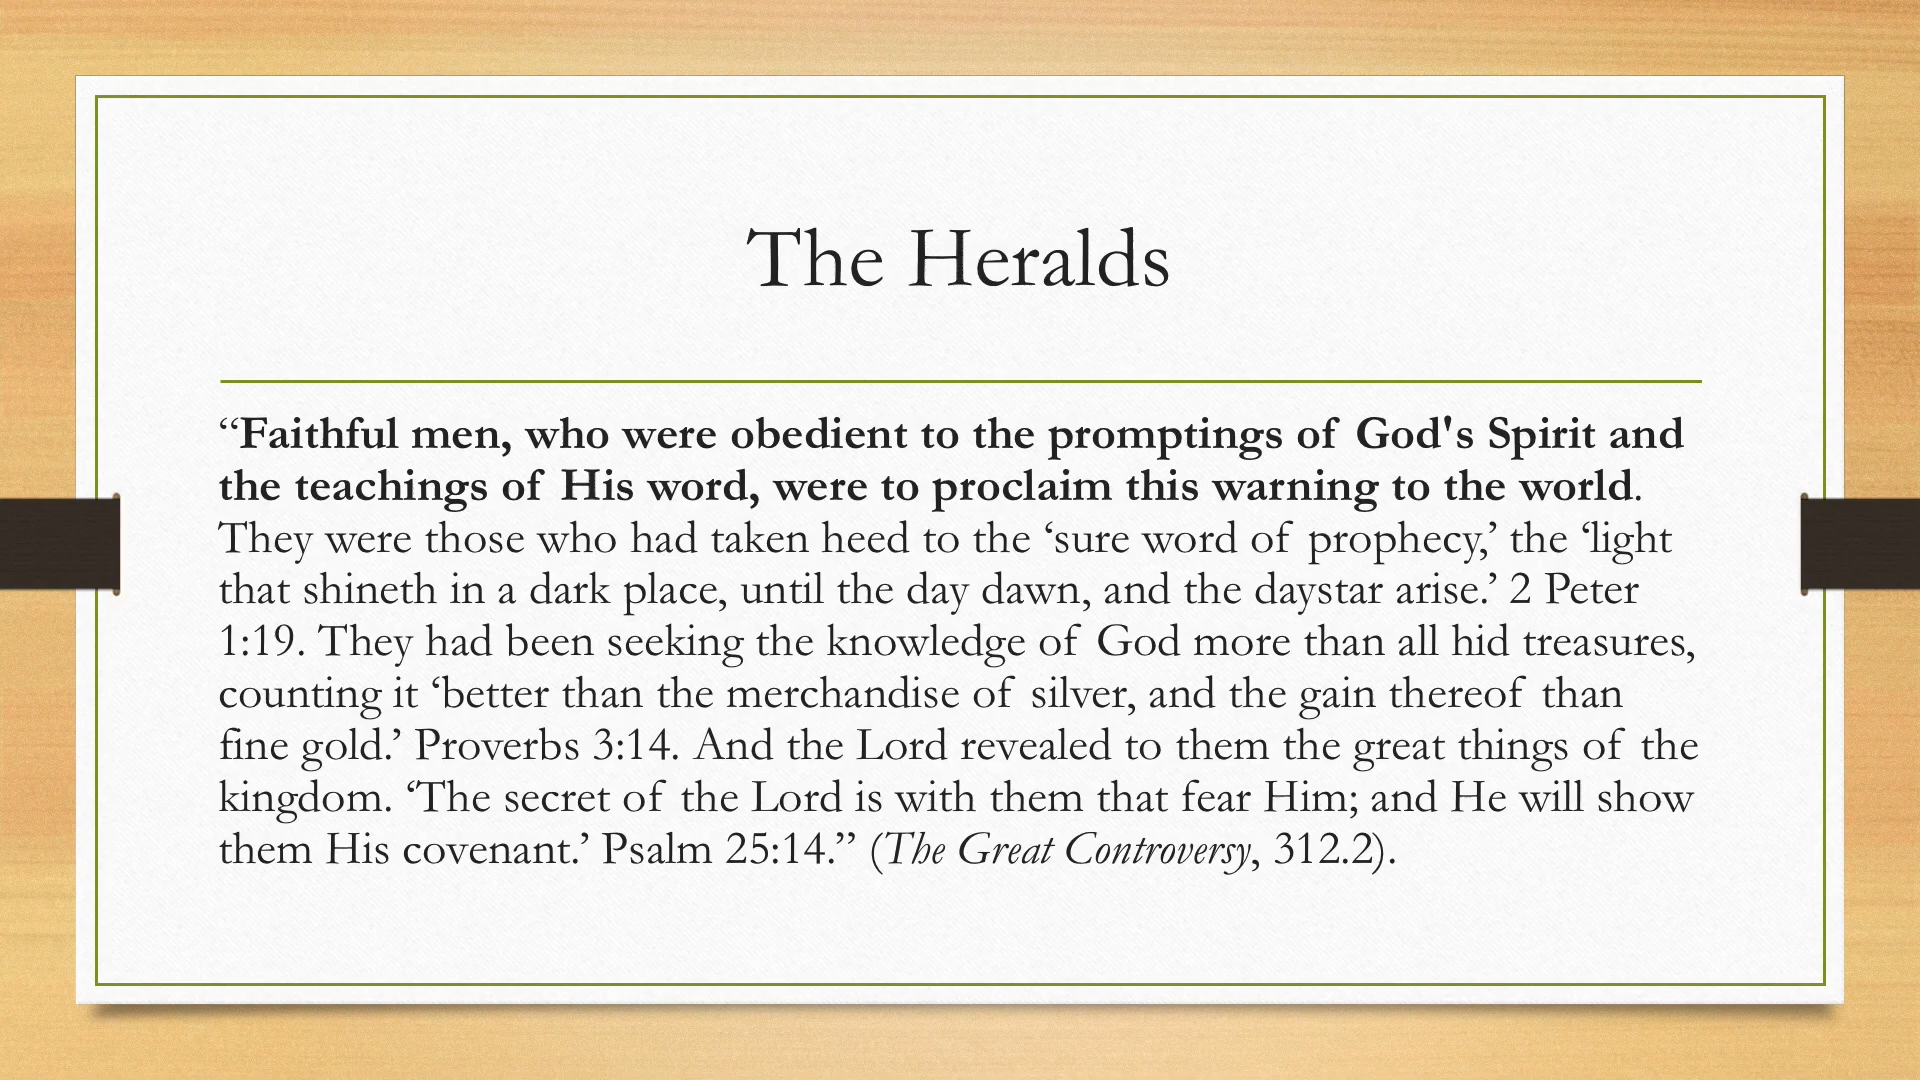 The Heralds
“Faithful men, who were obedient to the promptings of God's Spirit and
the teachings of His word, were to proclaim this warning to the world.
They were those who had taken heed to the ‘sure word of prophecy,’ the ‘light
that shineth in a dark place, until the day dawn, and the daystar arise.’ 2 Peter
1:19. They had been seeking the knowledge of God more than all hid treasures,
counting it ‘better than the merchandise of silver, and the gain thereof than
fine gold.’ Proverbs 3:14. And the Lord revealed to them the great things of the
kingdom. ‘The secret of the Lord is with them that fear Him; and He will show
them His covenant.’ Psalm 25:14.” (The Great Controversy, 312.2).